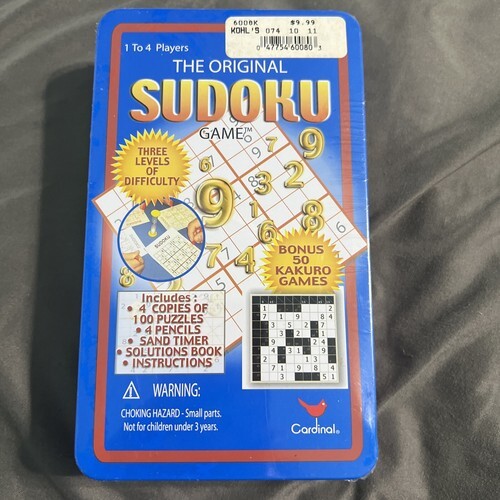 6008K $9.99
KOHL'S 074 10 11
0 47754 60080 3
1 To 4 Players
THE ORIGINAL
SUDOKU
GAME™
THREE
LEVELS
OF
DIFFICULTY
SUDOKU
BONUS
50
KAKURO
GAMES
Includes :
• 4 COPIES OF
100 PUZZLES
• 4 PENCILS
• SAND TIMER
• SOLUTIONS BOOK
• INSTRUCTIONS
WARNING:
CHOKING HAZARD - Small parts.
Not for children under 3 years.
Cardinal®